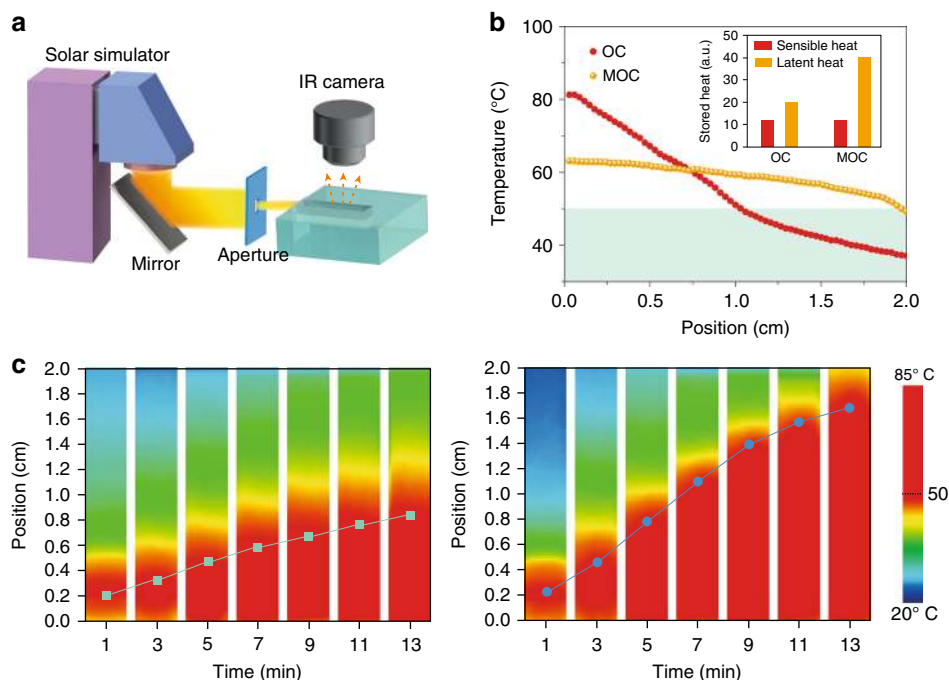 a
Solar simulator
IR camera
Mirror
Aperture
b
100
80
60
40
Temperature (°C)
OC
MOC
50
40
30
20
10
0
Stored heat (a.u.)
Sensible heat
Latent heat
OC
MOC
0.0
0.5
1.0
1.5
2.0
Position (cm)
c
2.0
1.8
1.6
1.4
1.2
1.0
0.8
0.6
0.4
0.2
0.0
Position (cm)
1
3
5
7
9
11
13
Time (min)
2.0
1.8
1.6
1.4
1.2
1.0
0.8
0.6
0.4
0.2
0.0
Position (cm)
1
3
5
7
9
11
13
Time (min)
85° C
50
20° C